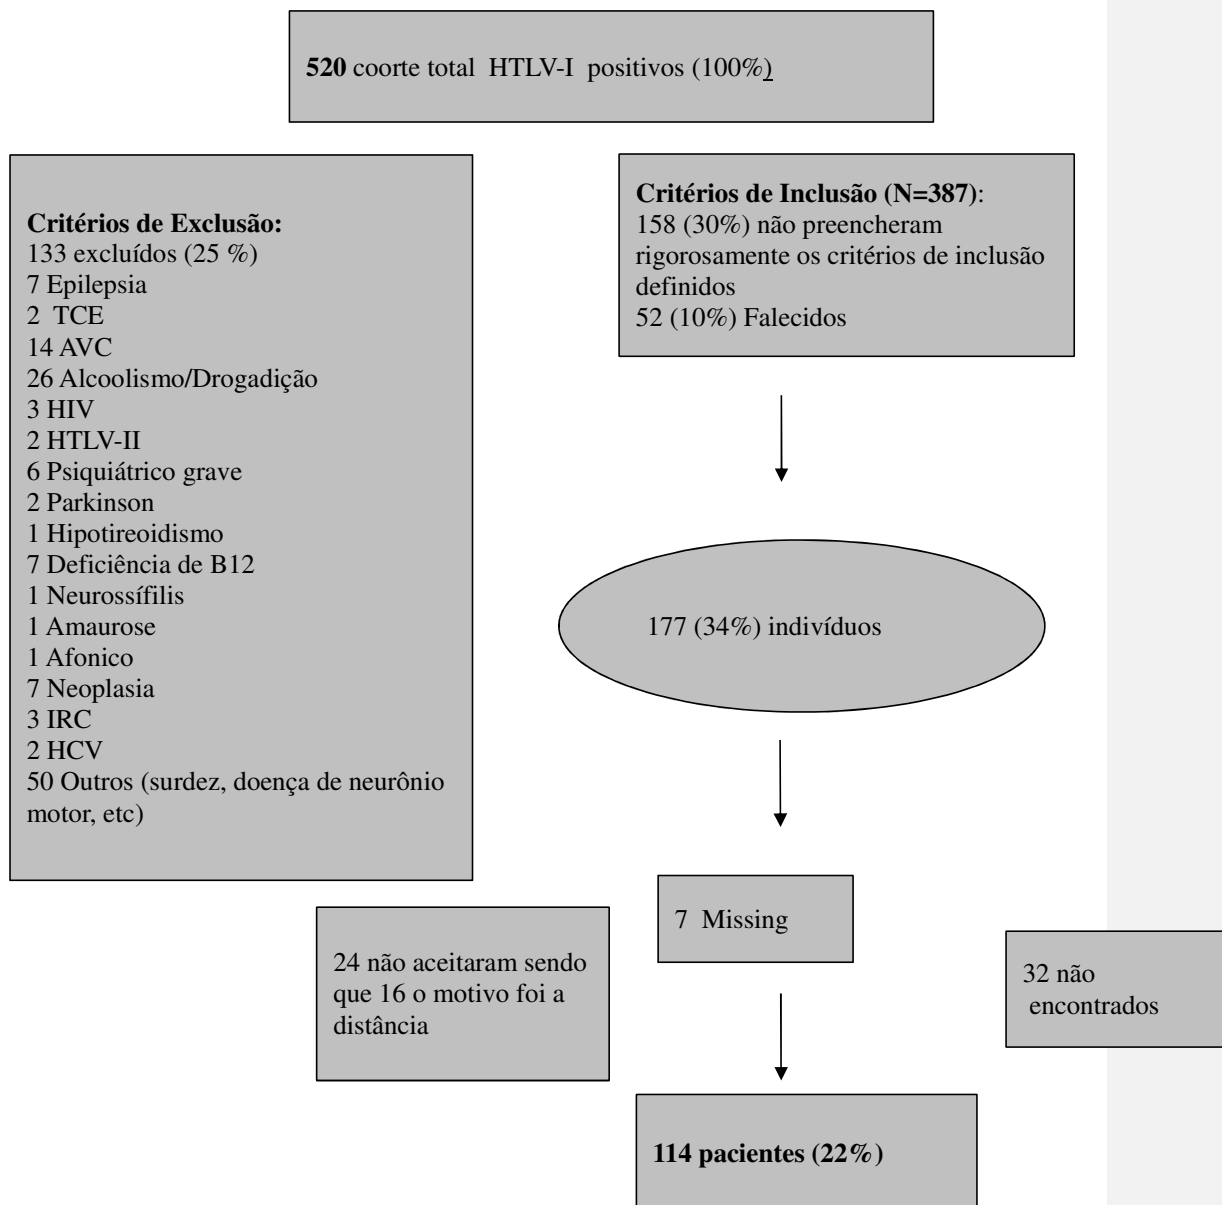 520 coorte total HTLV-I positivos (100%)
Critérios de Exclusão:
133 excluídos (25 %)
7 Epilepsia
2 TCE
14 AVC
26 Alcoolismo/Drogadição
3 HIV
2 HTLV-II
6 Psiquiátrico grave
2 Parkinson
1 Hipotireoidismo
7 Deficiência de B12
1 Neurossífilis
1 Amaurose
1 Afonico
7 Neoplasia
3 IRC
2 HCV
50 Outros (surdez, doença de neurônio
motor, etc)
Critérios de Inclusão (N=387):
158 (30%) não preencheram
rigorosamente os critérios de inclusão
definidos
52 (10%) Falecidos
177 (34%) indivíduos
7 Missing
24 não aceitaram sendo
que 16 o motivo foi a
distância
32 não
encontrados
114 pacientes (22%)